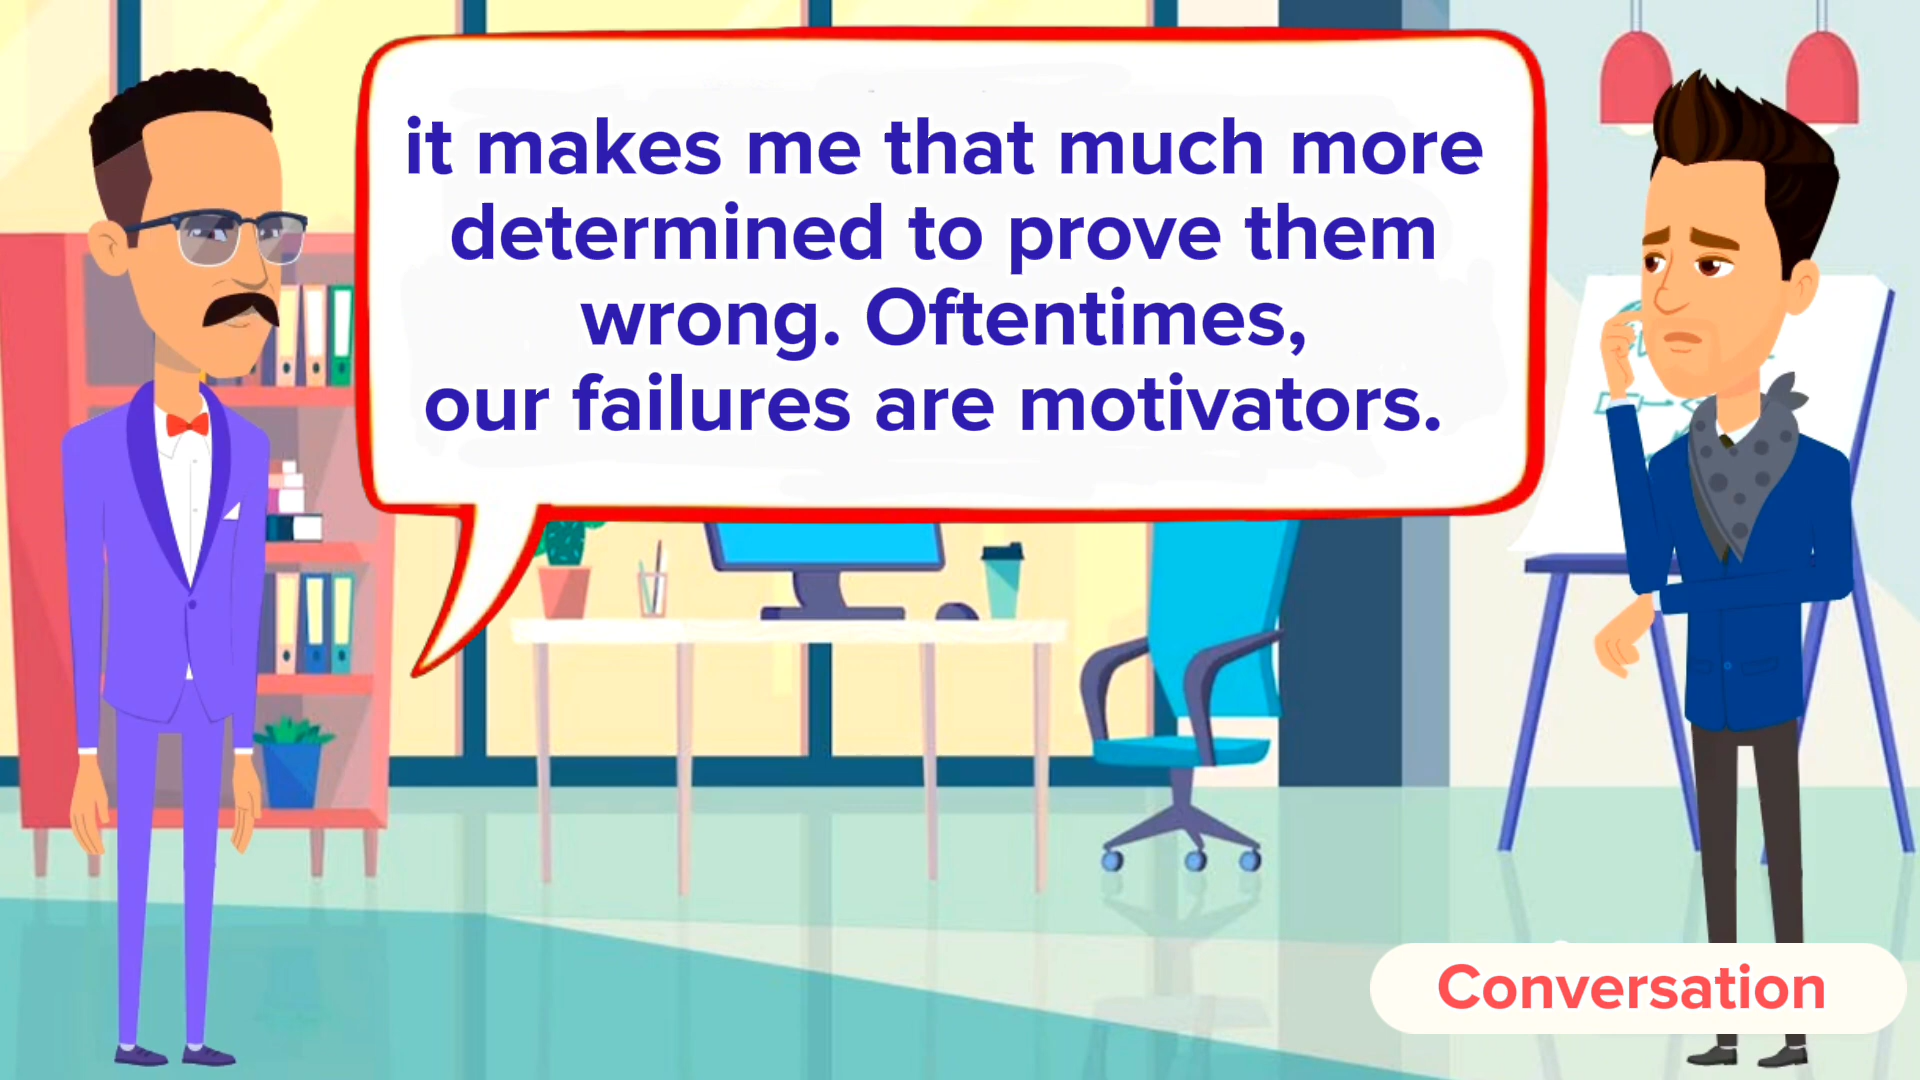 it makes me that much more
determined to prove them
wrong. Oftentimes,
our failures are motivators.
Conversation